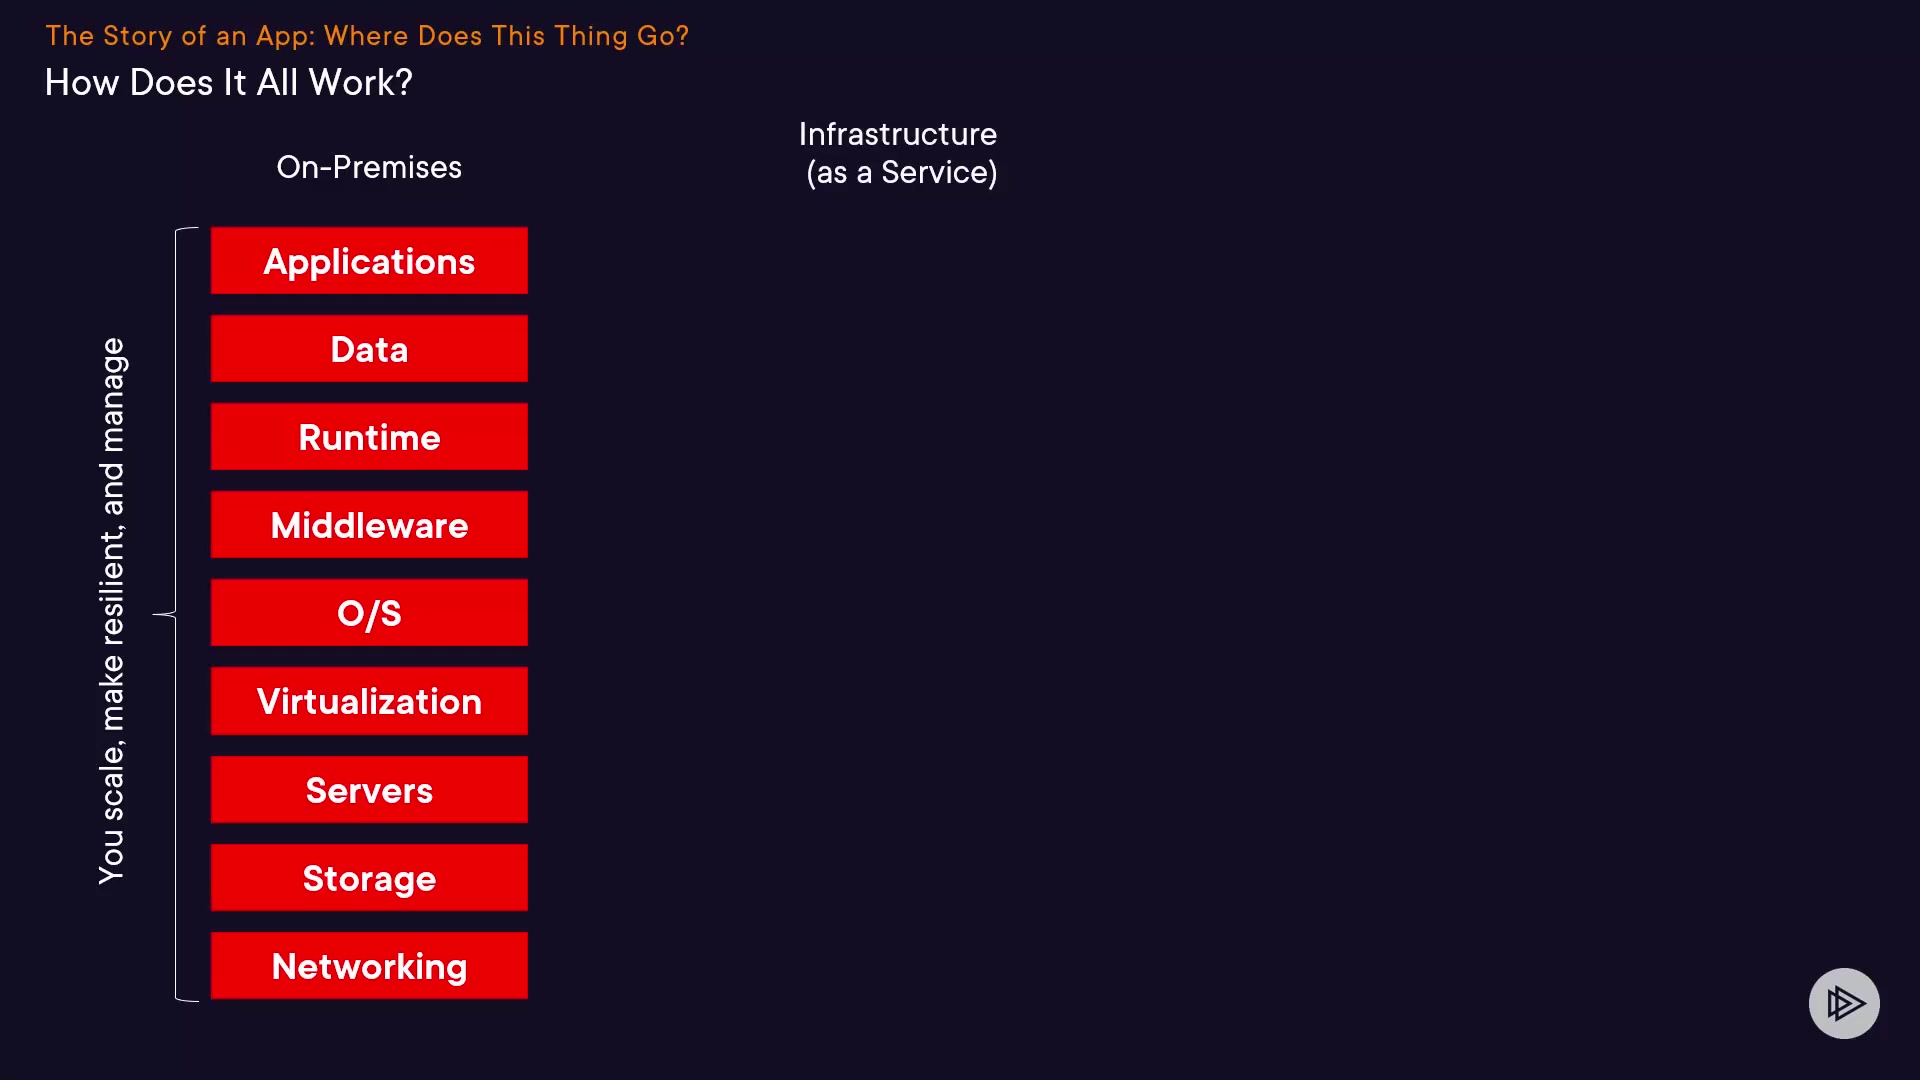 The Story of an App: Where Does This Thing Go?
How Does It All Work?
On-Premises
Infrastructure
(as a Service)
You scale, make resilient, and manage
Applications
Data
Runtime
Middleware
O/S
Virtualization
Servers
Storage
Networking